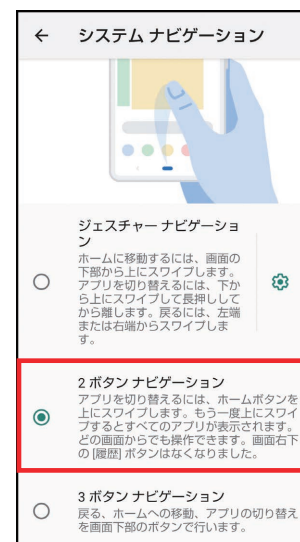 システム ナビゲーション
ジェスチャー ナビゲーショ
ン
ホームに移動するには、画面の
下部から上にスワイプします。
アプリを切り替えるには、下か
ら上にスワイプして長押しして
から離します。戻るには、左端
または右端からスワイプしま
す。
2 ボタン ナビゲーション
アプリを切り替えるには、ホームボタンを
上にスワイプします。もう一度上にスワイ
プするとすべてのアプリが表示されます。
どの画面からでも操作できます。画面右下
の [履歴] ボタンはなくなりました。
3 ボタン ナビゲーション
戻る、ホームへの移動、アプリの切り替え
を画面下部のボタンで行います。